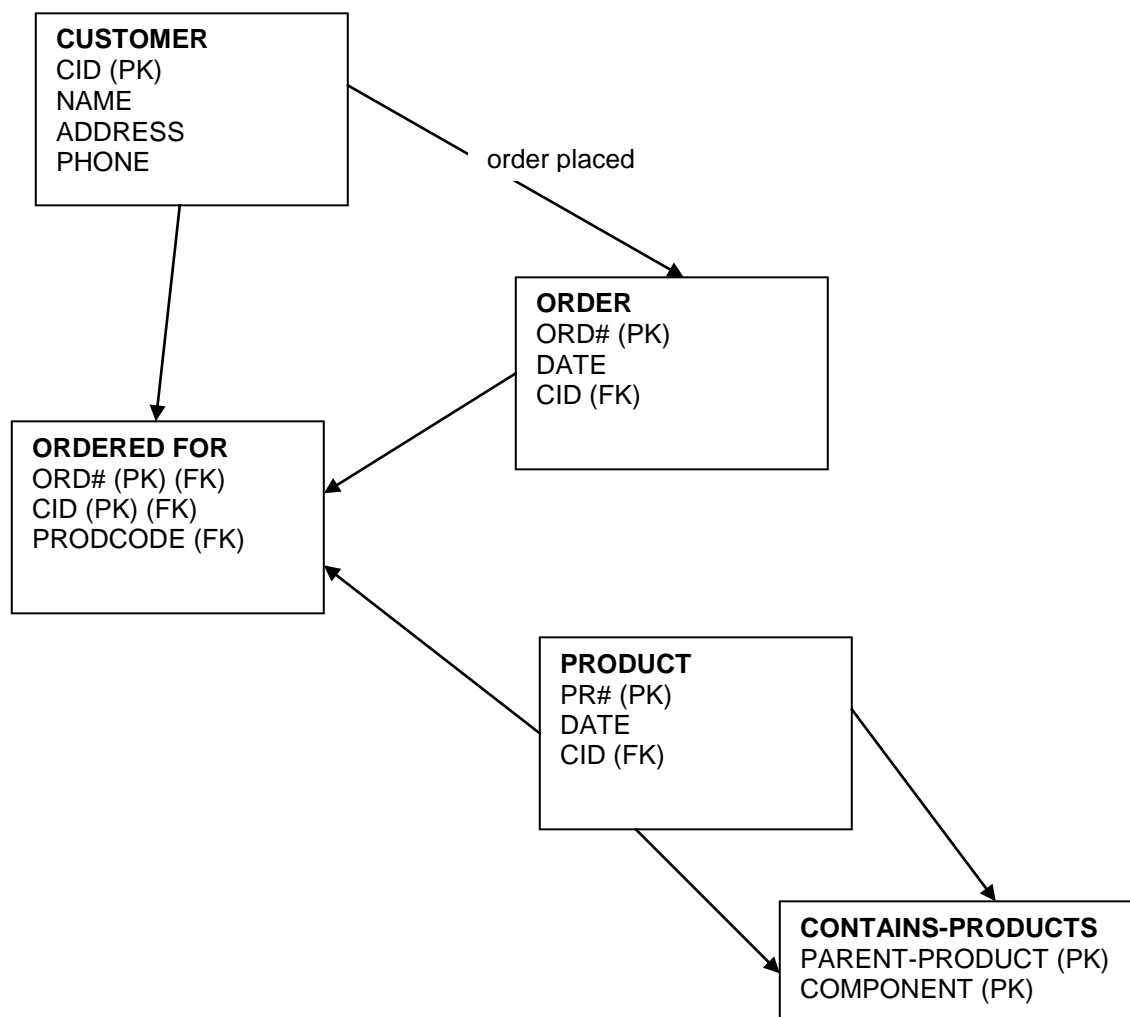 CUSTOMER
CID (PK)
NAME
ADDRESS
PHONE
order placed
ORDER
ORD# (PK)
DATE
CID (FK)
ORDERED FOR
ORD# (PK) (FK)
CID (PK) (FK)
PRODCODE (FK)
PRODUCT
PR# (PK)
DATE
CID (FK)
CONTAINS-PRODUCTS
PARENT-PRODUCT (PK)
COMPONENT (PK)